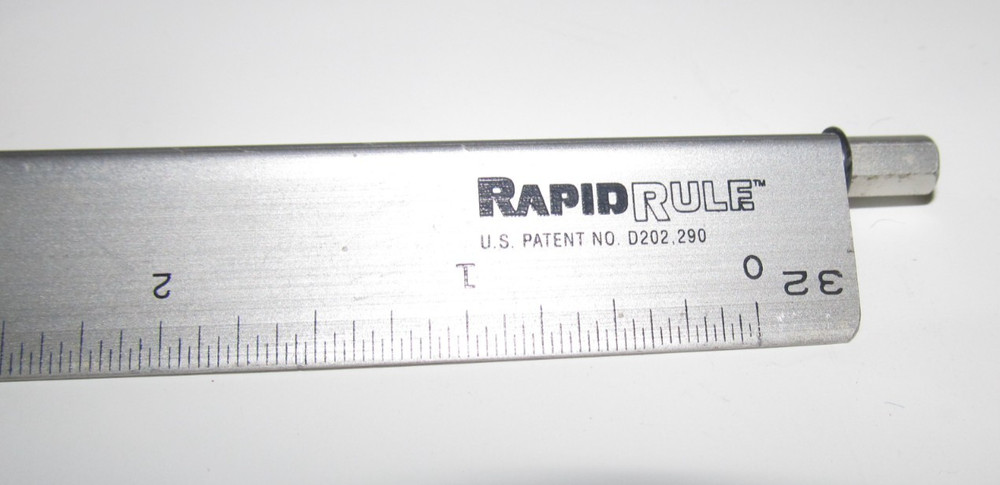 RAPIDRULE™
U.S. PATENT NO. D202,290
2 1 0 32